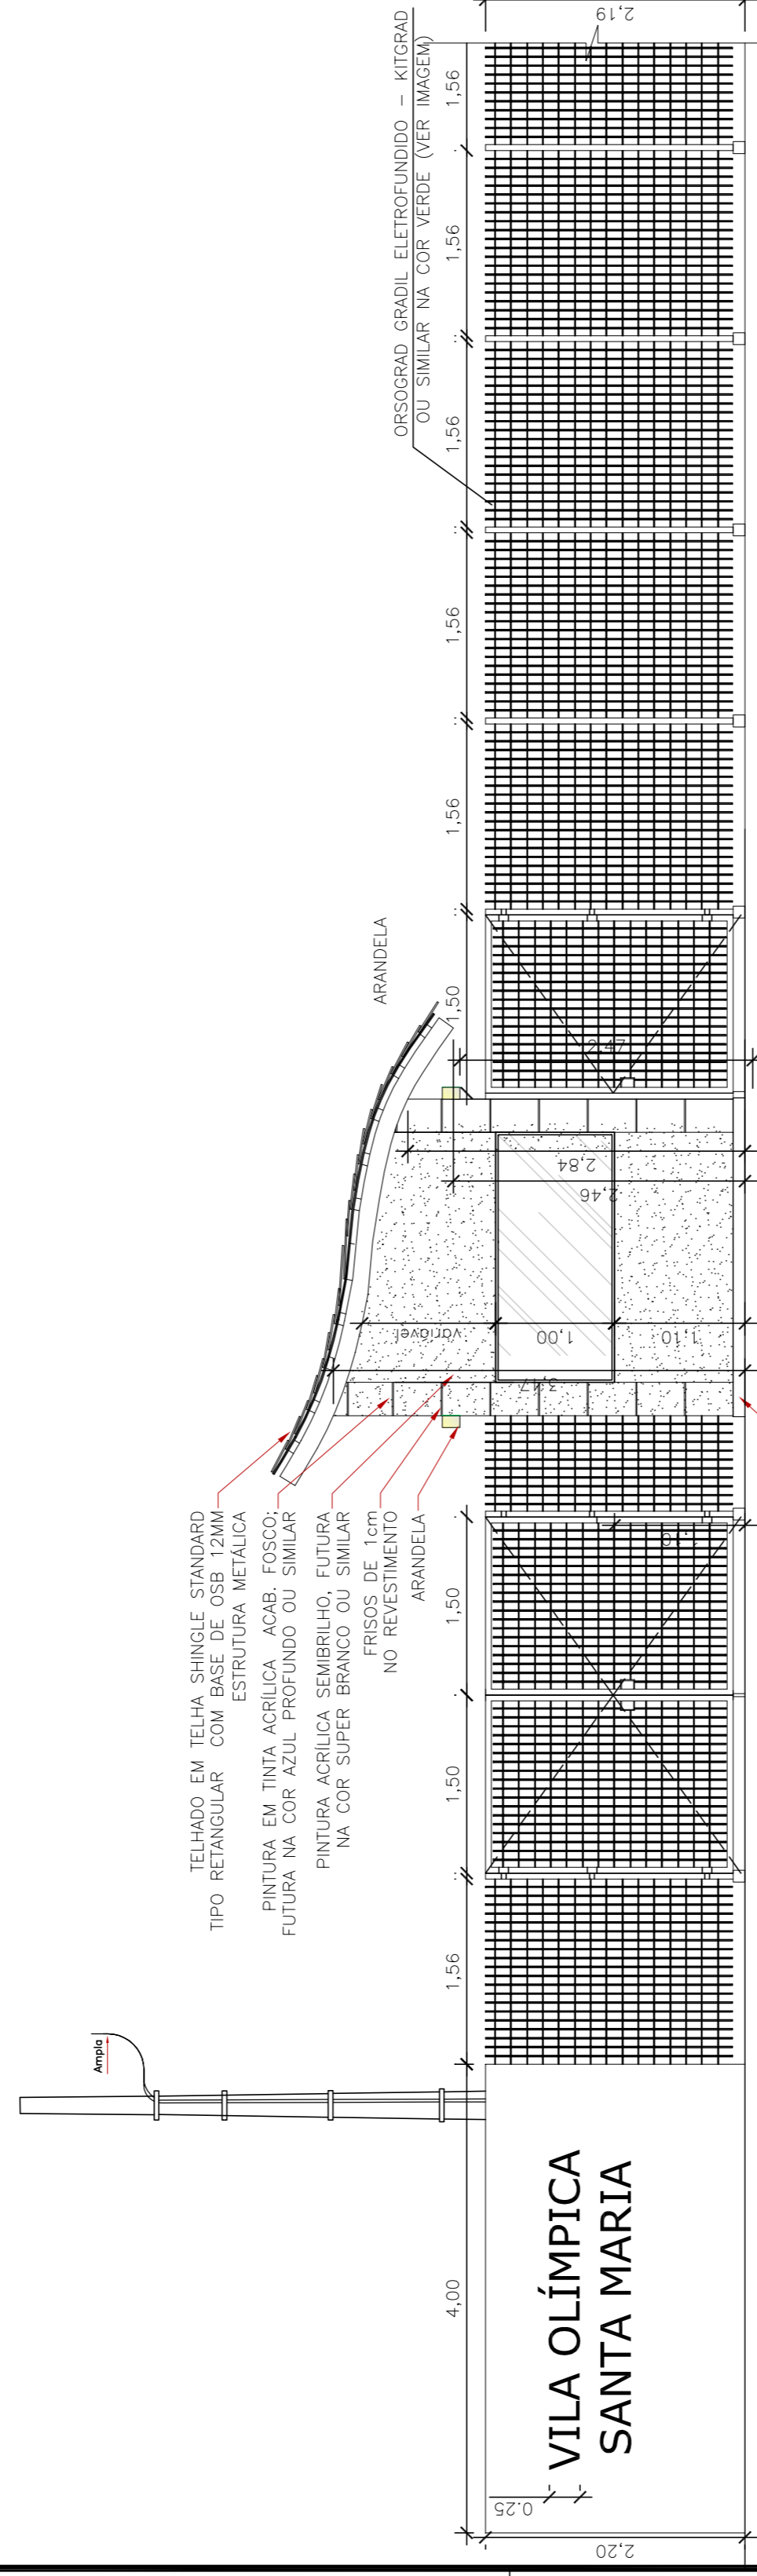 Ampla
TELHADO EM TELHA SHINGLE STANDARD
TIPO RETANGULAR COM BASE DE OSB 12MM
ESTRUTURA METÁLICA
PINTURA EM TINTA ACRÍLICA ACAB. FOSCO;
FUTURA NA COR AZUL PROFUNDO OU SIMILAR
PINTURA ACRÍLICA SEMIBRILHO, FUTURA
NA COR SUPER BRANCO OU SIMILAR
FRISOS DE 1cm
NO REVESTIMENTO
ARANDELA
ARANDELA
ORSOGRAD GRADIL ELETROFUNDIDO – KITGRAD
OU SIMILAR NA COR VERDE (VER IMAGEM)
4,00
1,56
1,50
1,50
1,50
1,56
1,56
1,56
1,56
1,56
VILA OLÍMPICA
SANTA MARIA
0.25
2,20
3,47
variável
1,00
1,10
2,46
2,84
2,47
2,19